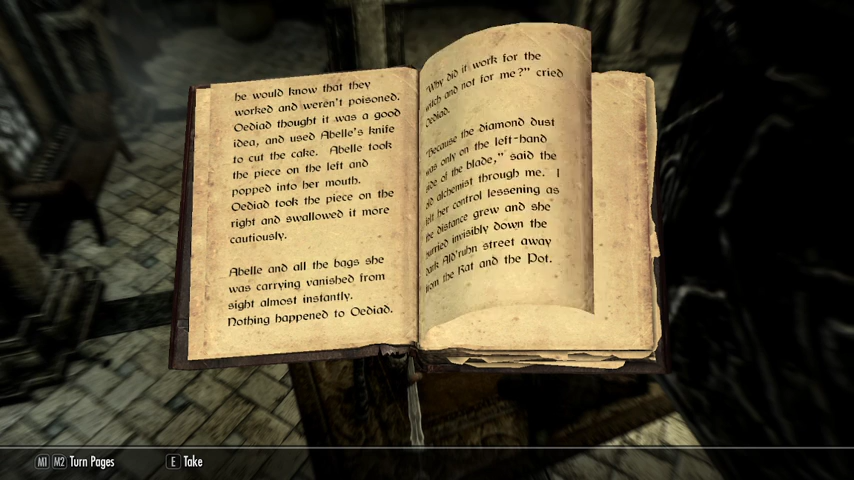 he would know that they
worked and weren't poisoned.
Oediad thought it was a good
idea, and used Abelle's knife
to cut the cake. Abelle took
the piece on the left and
popped into her mouth.
Oediad took the piece on the
right and swallowed it more
cautiously.
Abelle and all the bags she
was carrying vanished from
sight almost instantly.
Nothing happened to Oediad.
"Why did it work for the
witch and not for me?" cried
Oediad.
"Because the diamond dust
was only on the left-hand
side of the blade," said the
old alchemist through me. I
felt her control lessening as
the distance grew and she
hurried invisibly down the
dark Ald'ruhn street away
from the Rat and the Pot.
M1 M2 Turn Pages
E Take